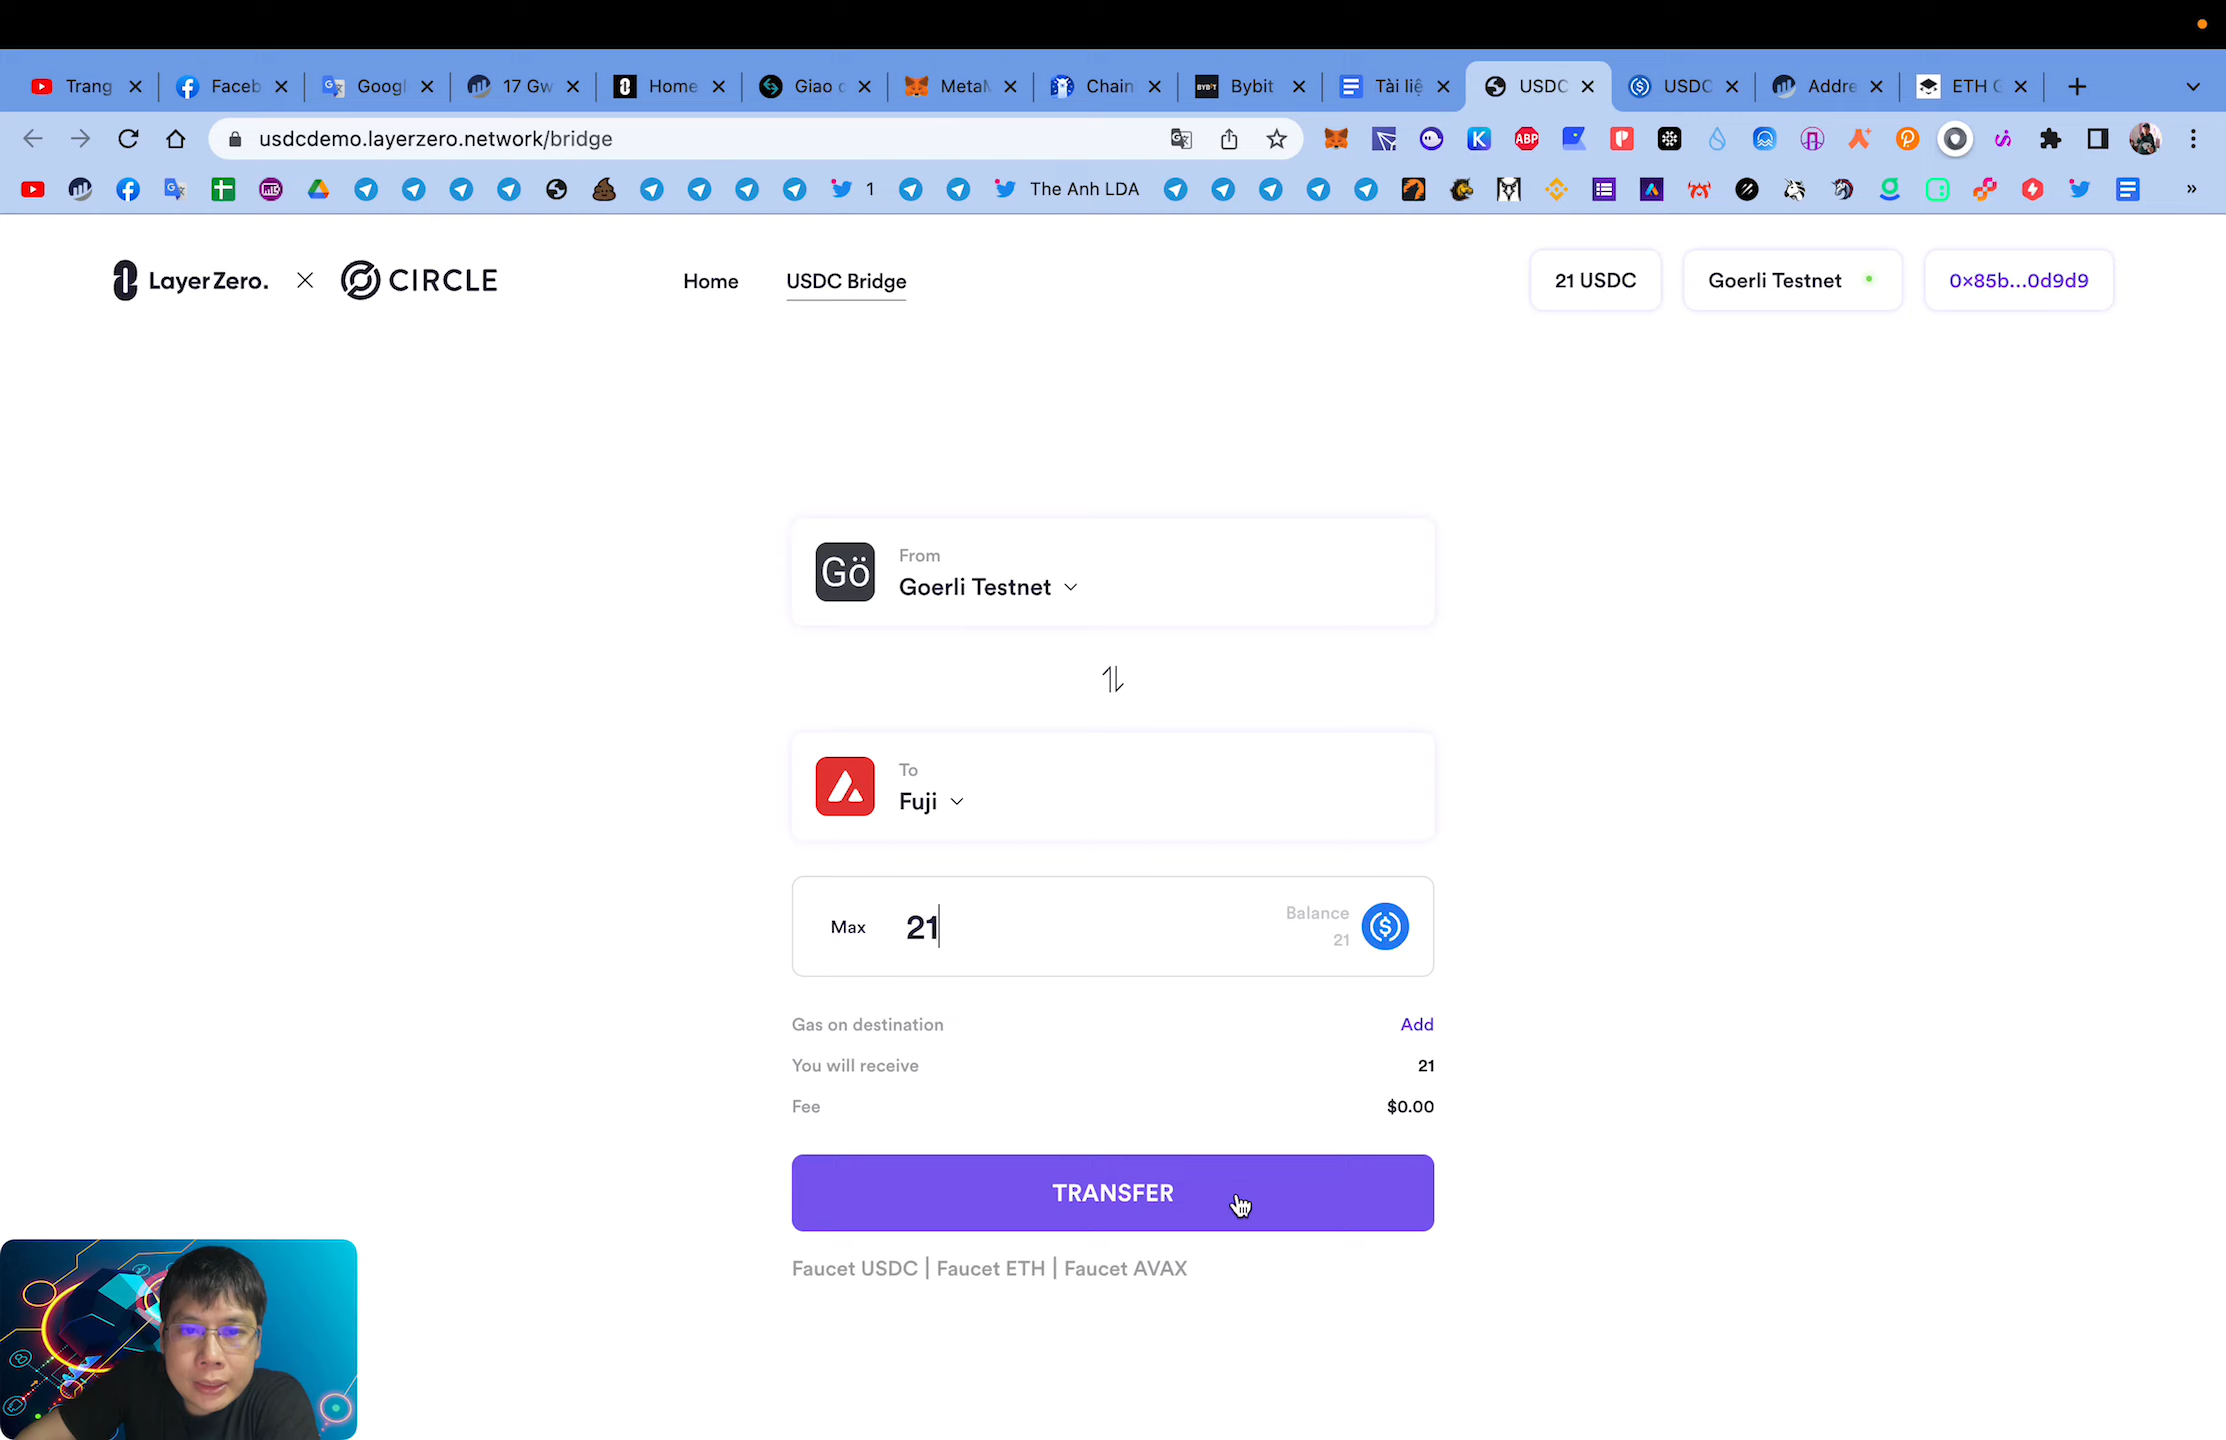 Trang
Faceb
Googl
17 Gw
Home
Giao c
MetaM
Chain
BYBIT
Bybit
Tài liệ
USDC
USDC
Addre
ETH G
usdcdemo.layerzero.network/bridge
ABP
1
The Anh LDA
LayerZero.
CIRCLE
Home
USDC Bridge
21 USDC
Goerli Testnet
0x85b...0d9d9
Gö
From
Goerli Testnet
To
Fuji
Max
21
Balance
21
Gas on destination
Add
You will receive
21
Fee
$0.00
TRANSFER
Faucet USDC | Faucet ETH | Faucet AVAX